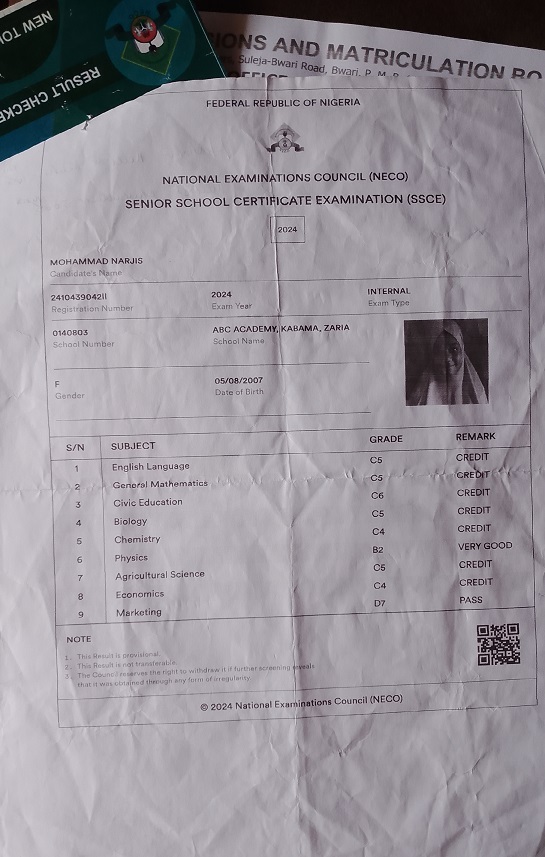 NEW TO
RESULT CHECKE
IONS AND MATRICULATION BO
Suleja-Bwari Road, Bwari. P. M. B.
OFFICE
FEDERAL REPUBLIC OF NIGERIA
NATIONAL EXAMINATIONS COUNCIL (NECO)
SENIOR SCHOOL CERTIFICATE EXAMINATION (SSCE)
2024
MOHAMMAD NARJIS
Candidate's Name
2410439042II 2024 INTERNAL
Registration Number Exam Year Exam Type
0140803 ABC ACADEMY, KABAMA, ZARIA
School Number School Name
F 05/08/2007
Gender Date of Birth
S/N SUBJECT GRADE REMARK
1 English Language C5 CREDIT
2 General Mathematics C5 CREDIT
3 Civic Education C6 CREDIT
4 Biology C5 CREDIT
5 Chemistry C4 CREDIT
6 Physics B2 VERY GOOD
7 Agricultural Science C5 CREDIT
8 Economics C4 CREDIT
9 Marketing D7 PASS
NOTE
1. This Result is provisional.
2. This Result is not transferable.
3. The Council reserves the right to withdraw it if further screening reveals
that it was obtained through any form of irregularity.
© 2024 National Examinations Council (NECO)